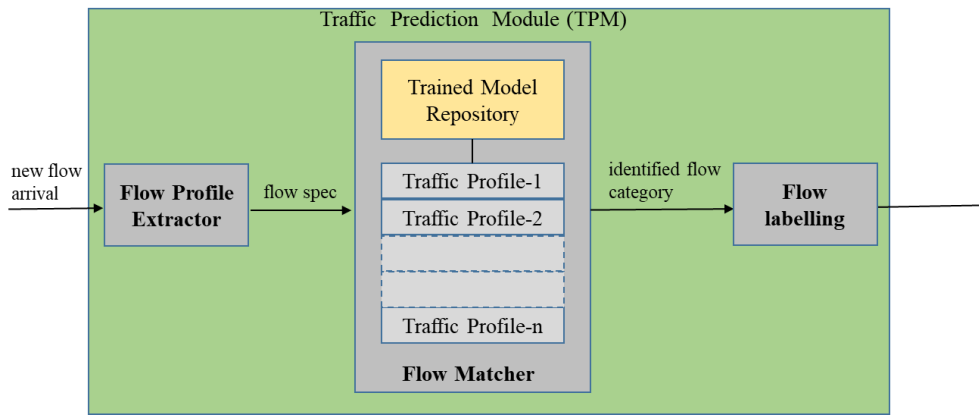 Traffic Prediction Module (TPM)
Trained Model
Repository
new flow
arrival
Flow Profile
Extractor
flow spec
Traffic Profile-1
Traffic Profile-2
Traffic Profile-n
Flow Matcher
identified flow
category
Flow
labelling